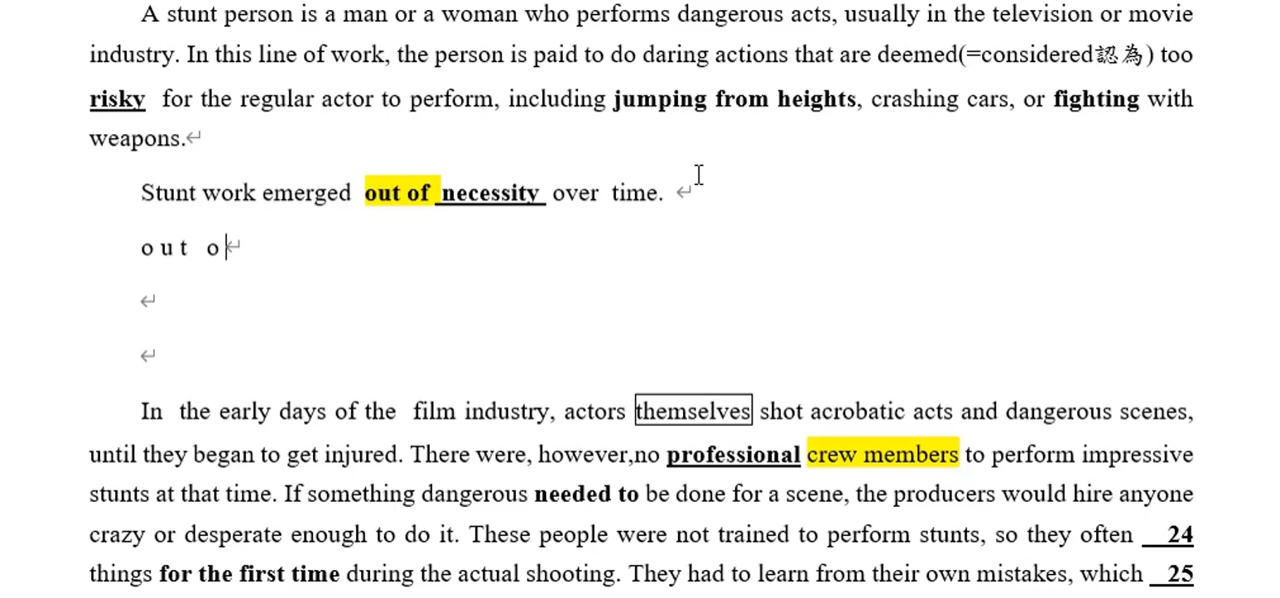 A stunt person is a man or a woman who performs dangerous acts, usually in the television or movie
industry. In this line of work, the person is paid to do daring actions that are deemed(=considered認為) too
risky for the regular actor to perform, including jumping from heights, crashing cars, or fighting with
weapons.↵
Stunt work emerged out of necessity over time. ↵
out o↵
↵
↵
In the early days of the film industry, actors themselves shot acrobatic acts and dangerous scenes,
until they began to get injured. There were, however,no professional crew members to perform impressive
stunts at that time. If something dangerous needed to be done for a scene, the producers would hire anyone
crazy or desperate enough to do it. These people were not trained to perform stunts, so they often __24
things for the first time during the actual shooting. They had to learn from their own mistakes, which __25